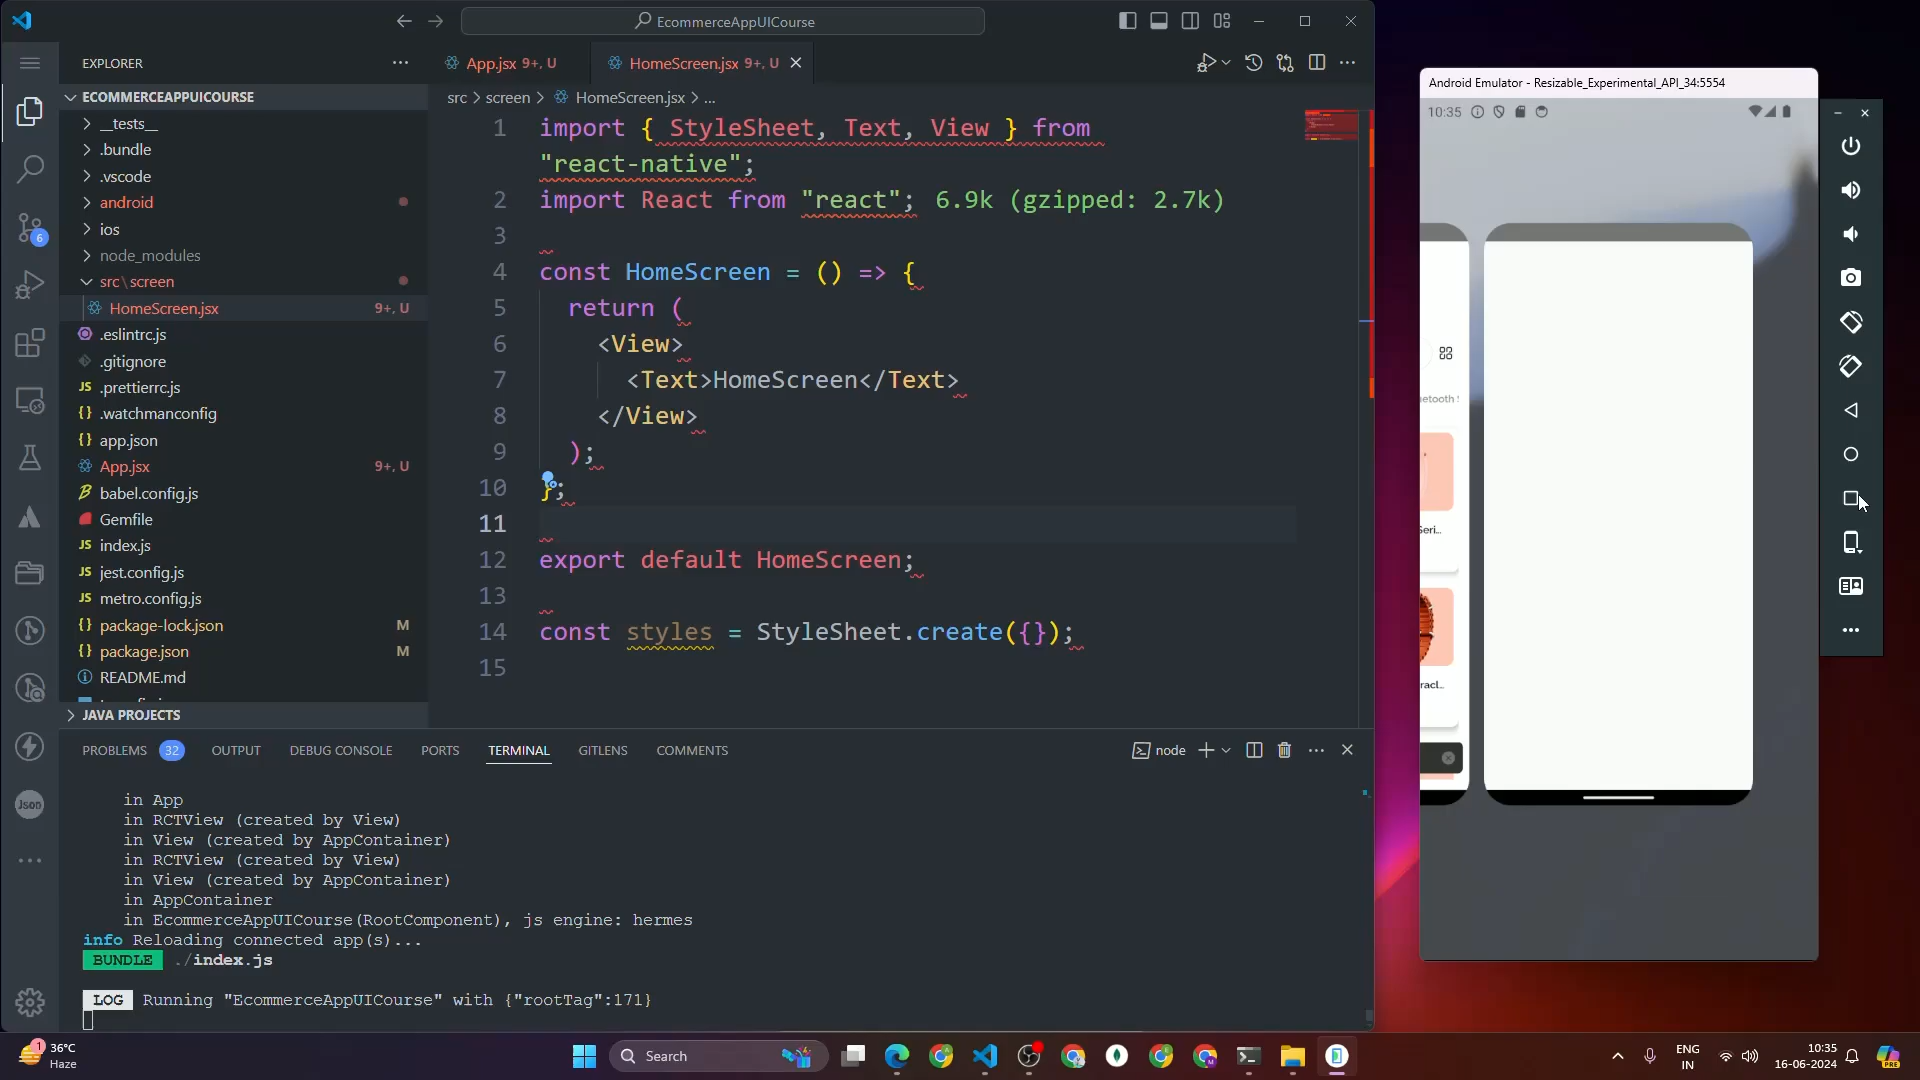 EcommerceAppUICourse
EXPLORER
ECOMMERCEAPPUICOURSE
__tests__
.bundle
.vscode
android
ios
node_modules
src\screen
HomeScreen.jsx 9+, U
.eslintrc.js
.gitignore
.prettierrc.js
.watchmanconfig
app.json
App.jsx 9+, U
babel.config.js
Gemfile
index.js
jest.config.js
metro.config.js
package-lock.json M
package.json M
README.md
JAVA PROJECTS
6
Json
App.jsx 9+, U
HomeScreen.jsx 9+, U
src > screen > HomeScreen.jsx > ...
1 import { StyleSheet, Text, View } from
"react-native";
2 import React from "react"; 6.9k (gzipped: 2.7k)
3
4 const HomeScreen = () => {
5 return (
6 <View>
7 <Text>HomeScreen</Text>
8 </View>
9 );
10 };
11
12 export default HomeScreen;
13
14 const styles = StyleSheet.create({});
15
PROBLEMS 32 OUTPUT DEBUG CONSOLE PORTS TERMINAL GITLENS COMMENTS
node
in App
in RCTView (created by View)
in View (created by AppContainer)
in RCTView (created by View)
in View (created by AppContainer)
in AppContainer
in EcommerceAppUICourse(RootComponent), js engine: hermes
info Reloading connected app(s)...
BUNDLE ./index.js
LOG Running "EcommerceAppUICourse" with {"rootTag":171}
Android Emulator - Resizable_Experimental_API_34:5554
10:35
Seri...
racl...
1
36°C
Haze
Search
ENG
IN
10:35
16-06-2024
PRE